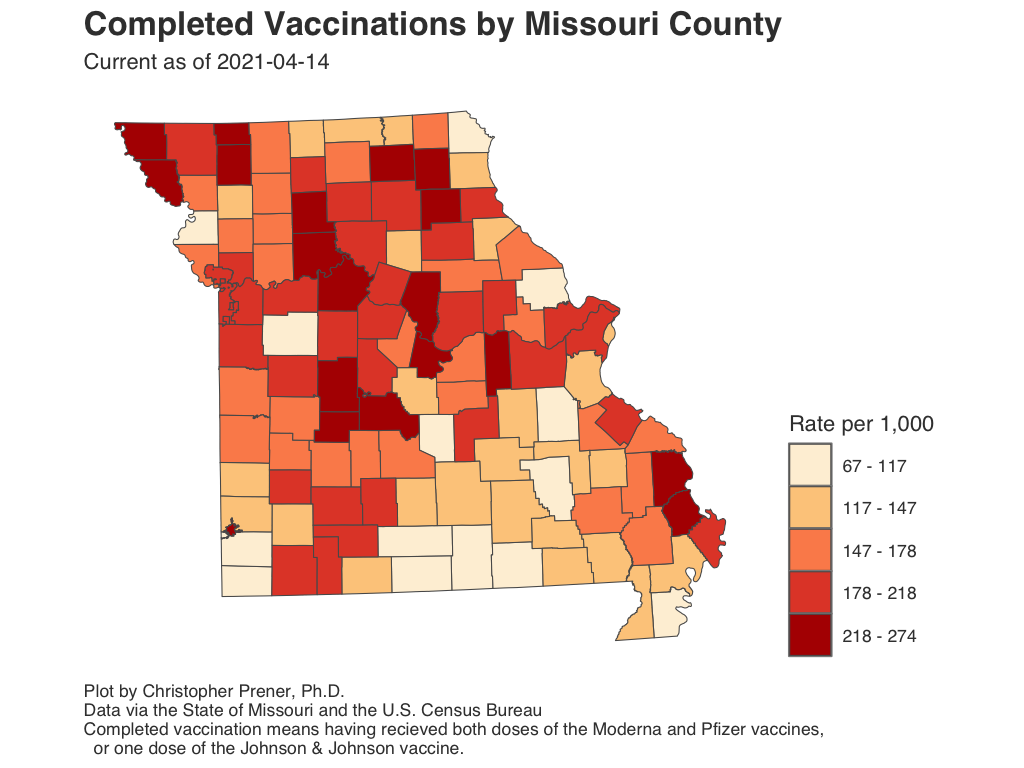 Completed Vaccinations by Missouri County
Current as of 2021-04-14
Rate per 1,000
67 - 117
117 - 147
147 - 178
178 - 218
218 - 274
Plot by Christopher Prener, Ph.D.
Data via the State of Missouri and the U.S. Census Bureau
Completed vaccination means having recieved both doses of the Moderna and Pfizer vaccines,
or one dose of the Johnson & Johnson vaccine.